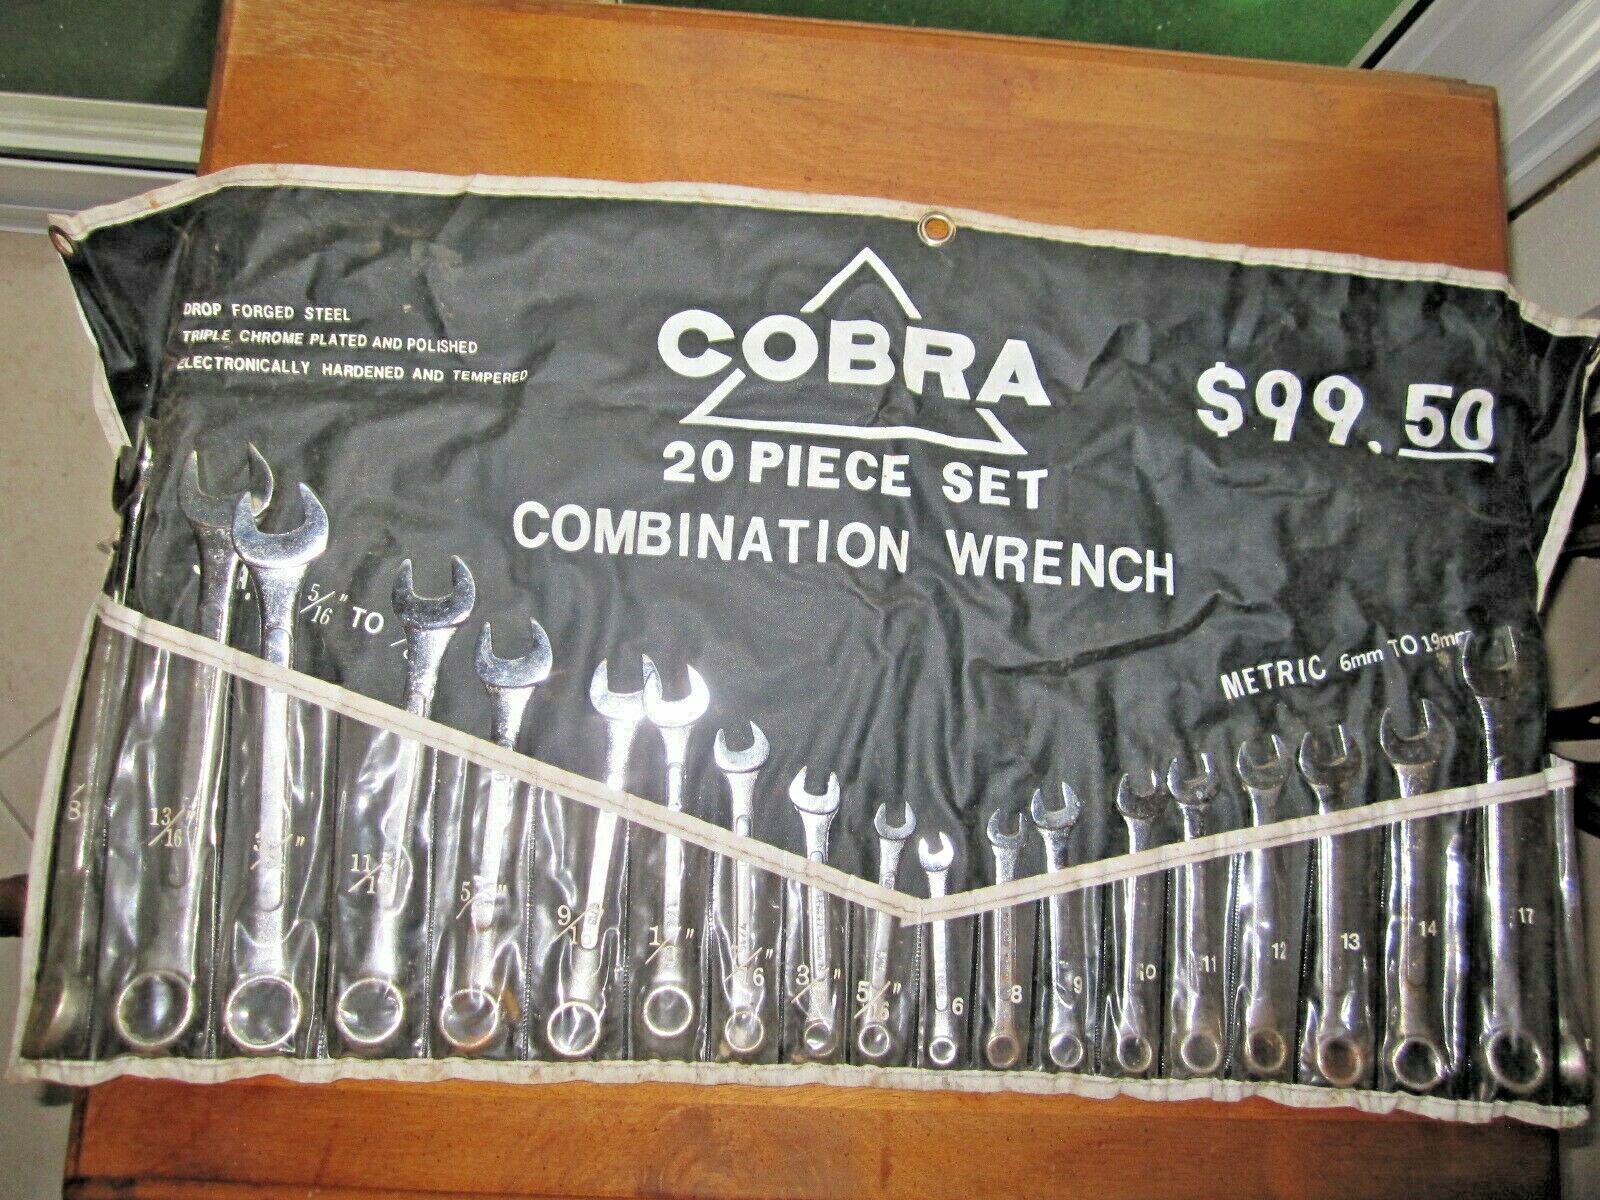 DROP FORGED STEEL
TRIPLE CHROME PLATED AND POLISHED
ELECTRONICALLY HARDENED AND TEMPERED
COBRA
$99.50
20 PIECE SET
COMBINATION WRENCH
5/16" TO
METRIC 6mm TO 19mm
13/16"
9/
5/16"
6
8
9
10
11
12
13
14
17